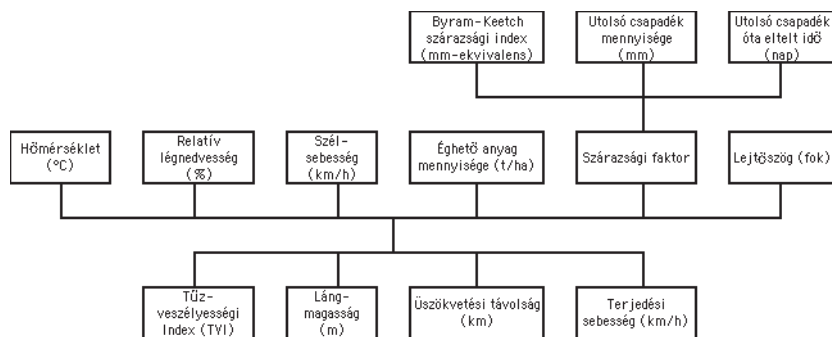 Byram-Keetch
szárazsági index
(mm-ekvivalens)
Utolsó csapadék
mennyisége
(mm)
Utolsó csapadék
óta eltelt idő
(nap)
Hőmérséklet
(°C)
Relatív
légnedvesség
(%)
Szél-
sebesség
(km/h)
Éghető anyag
mennyisége (t/ha)
Szárazsági faktor
Lejtőszög (fok)
Tűz-
veszélyességi
Index (TVI)
Láng-
magasság
(m)
Üszökvetési távolság
(km)
Terjedési
sebesség (km/h)